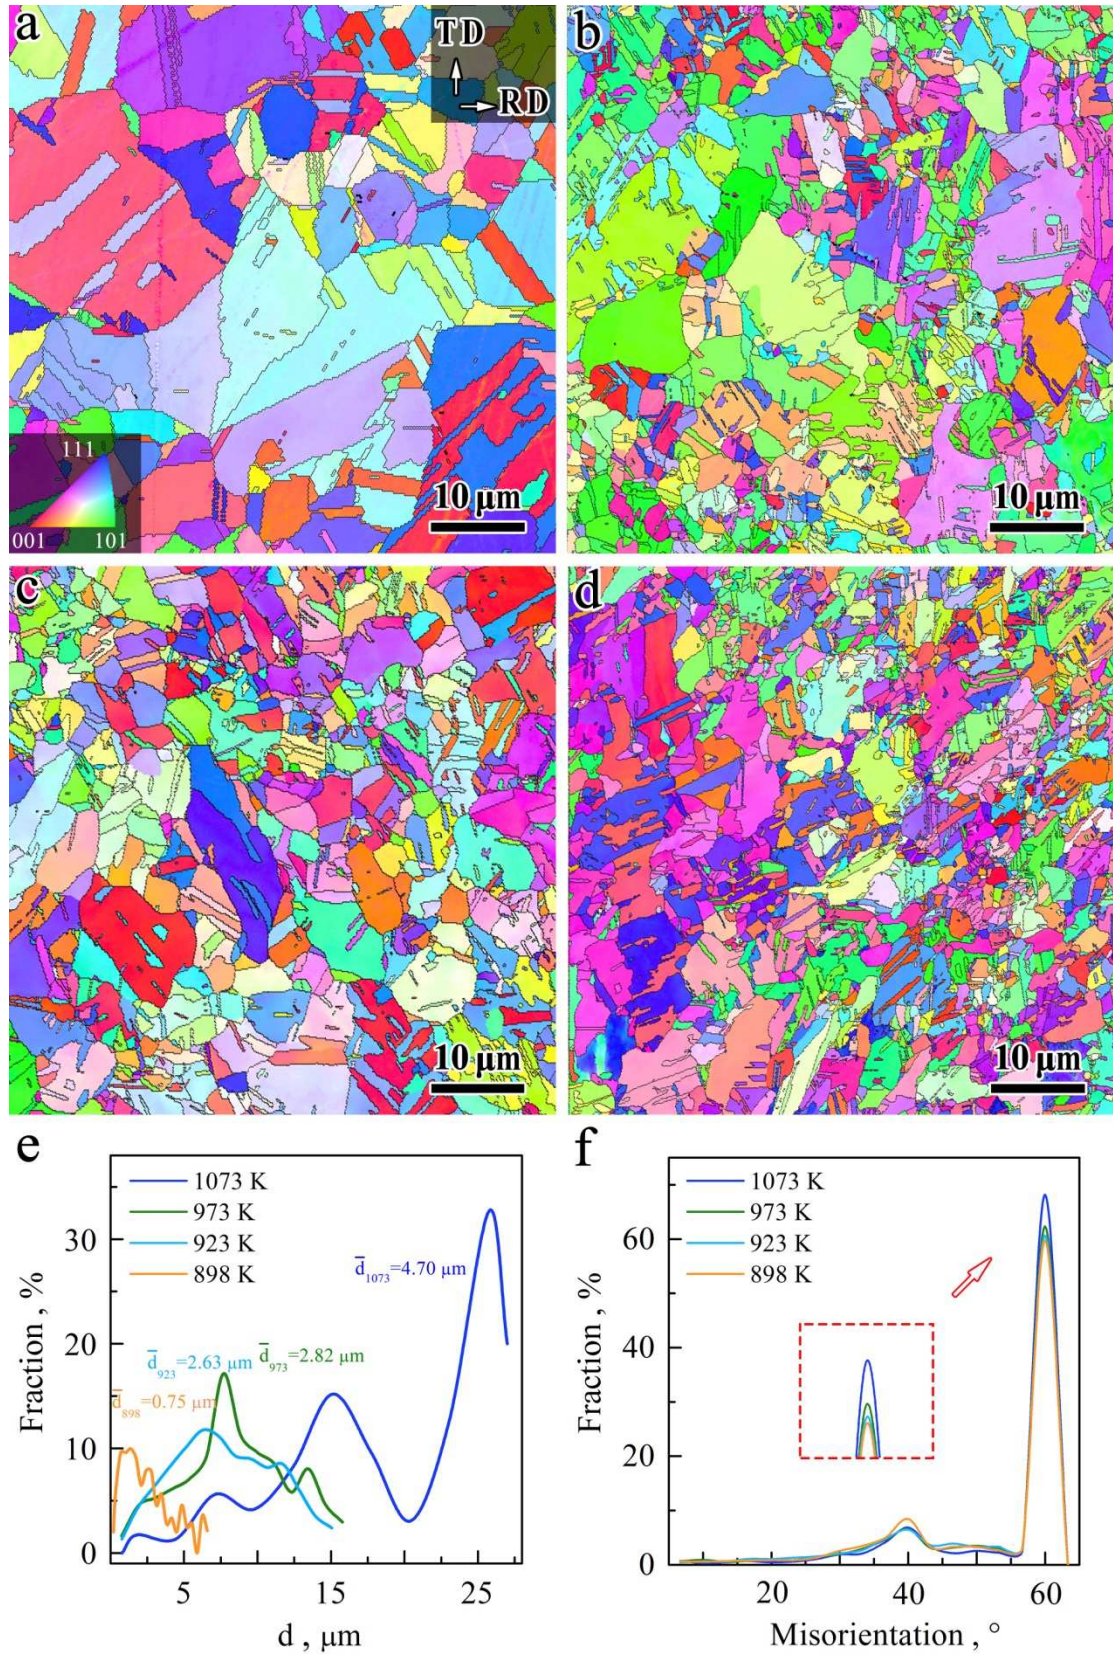 a
TD
RD
111
001
101
10 μm
b
10 μm
c
10 μm
d
10 μm
e
1073 K
973 K
923 K
898 K
d̅1073=4.70 μm
d̅923=2.63 μm
d̅973=2.82 μm
d̅898=0.75 μm
Fraction , %
30
20
10
0
5
15
25
d , μm
f
1073 K
973 K
923 K
898 K
Fraction , %
60
40
20
10
0
20
40
60
Misorientation , °